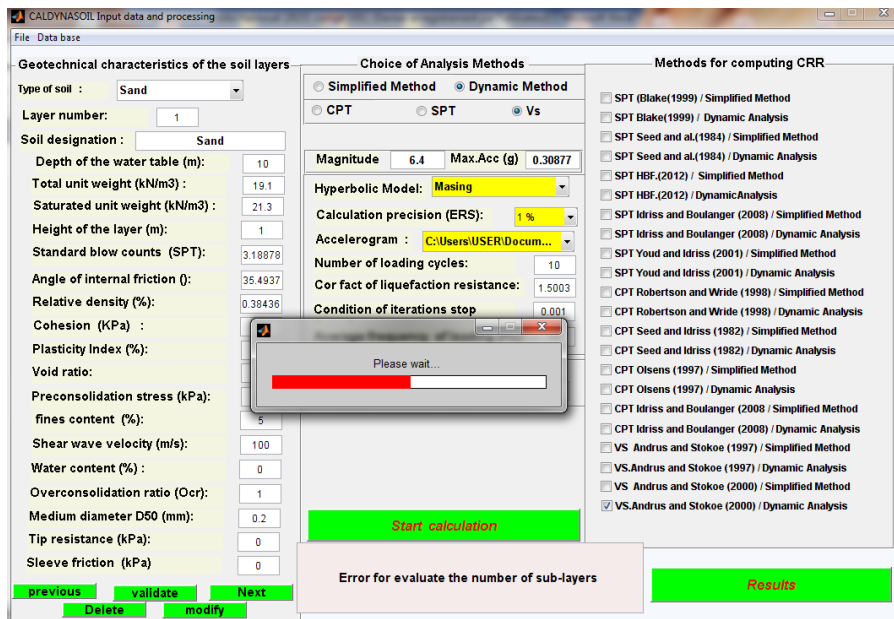 CALDYNASOIL Input data and processing
File Data base
Geotechnical characteristics of the soil layers
Type of soil : Sand
Layer number: 1
Soil designation : Sand
Depth of the water table (m): 10
Total unit weight (kN/m3) : 19.1
Saturated unit weight (kN/m3) : 21.3
Height of the layer (m): 1
Standard blow counts (SPT): 3.18878
Angle of internal friction (): 35.4937
Relative density (%): 0.38436
Cohesion (KPa) :
Plasticity Index (%):
Void ratio:
Preconsolidation stress (kPa):
fines content (%): 5
Shear wave velocity (m/s): 100
Water content (%) : 0
Overconsolidation ratio (Ocr): 1
Medium diameter D50 (mm): 0.2
Tip resistance (kPa): 0
Sleeve friction (kPa) 0
previous validate Next
Delete modify
Choice of Analysis Methods
Simplified Method Dynamic Method
CPT SPT Vs
Magnitude 6.4 Max.Acc (g) 0.30877
Hyperbolic Model: Masing
Calculation precision (ERS): 1 %
Accelerogram : C:\Users\USER\Docum...
Number of loading cycles: 10
Cor fact of liquefaction resistance: 1.5003
Condition of iterations stop 0.001
Please wait...
Start calculation
Error for evaluate the number of sub-layers
Methods for computing CRR
SPT (Blake(1999) / Simplified Method
SPT Blake(1999) / Dynamic Analysis
SPT Seed and al.(1984) / Simplified Method
SPT Seed and al.(1984) / Dynamic Analysis
SPT HBF.(2012) / Simplified Method
SPT HBF.(2012) / DynamicAnalysis
SPT Idriss and Boulanger (2008) / Simplified Method
SPT Idriss and Boulanger (2008) / Dynamic Analysis
SPT Youd and Idriss (2001) / Simplified Method
SPT Youd and Idriss (2001) / Dynamic Analysis
CPT Robertson and Wride (1998) / Simplified Method
CPT Robertson and Wride (1998) / Dynamic Analysis
CPT Seed and Idriss (1982) / Simplified Method
CPT Seed and Idriss (1982) / Dynamic Analysis
CPT Olsens (1997) / Simplified Method
CPT Olsens (1997) / Dynamic Analysis
CPT Idriss and Boulanger (2008 / Simplified Method
CPT Idriss and Boulanger (2008) / Dynamic Analysis
VS Andrus and Stokoe (1997) / Simplified Method
VS.Andrus and Stokoe (1997) / Dynamic Analysis
VS Andrus and Stokoe (2000) / Simplified Method
VS.Andrus and Stokoe (2000) / Dynamic Analysis
Results